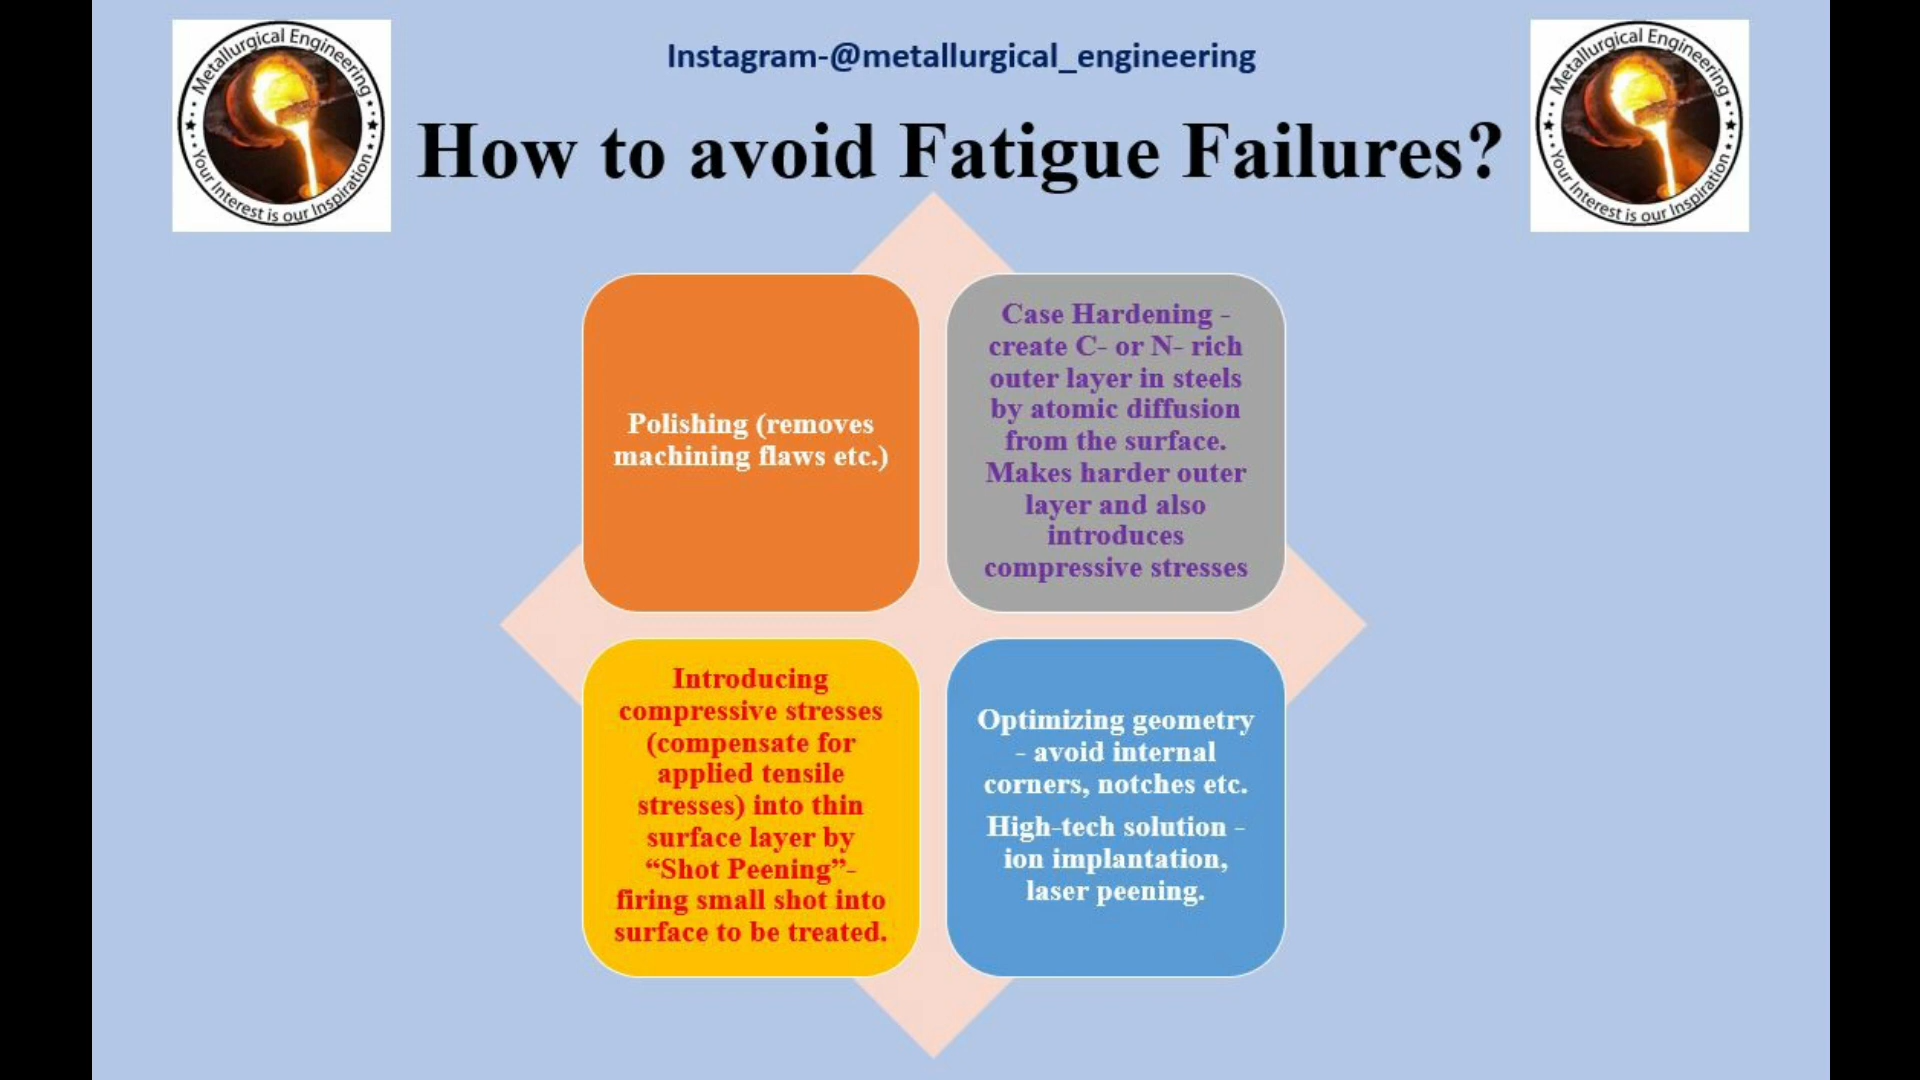 Instagram-@metallurgical_engineering
Metallurgical Engineering
Your Interest is our Inspiration
Metallurgical Engineering
Your Interest is our Inspiration
How to avoid Fatigue Failures?
Polishing (removes
machining flaws etc.)
Case Hardening -
create C- or N- rich
outer layer in steels
by atomic diffusion
from the surface.
Makes harder outer
layer and also
introduces
compressive stresses
Introducing
compressive stresses
(compensate for
applied tensile
stresses) into thin
surface layer by
“Shot Peening”-
firing small shot into
surface to be treated.
Optimizing geometry
- avoid internal
corners, notches etc.
High-tech solution -
ion implantation,
laser peening.